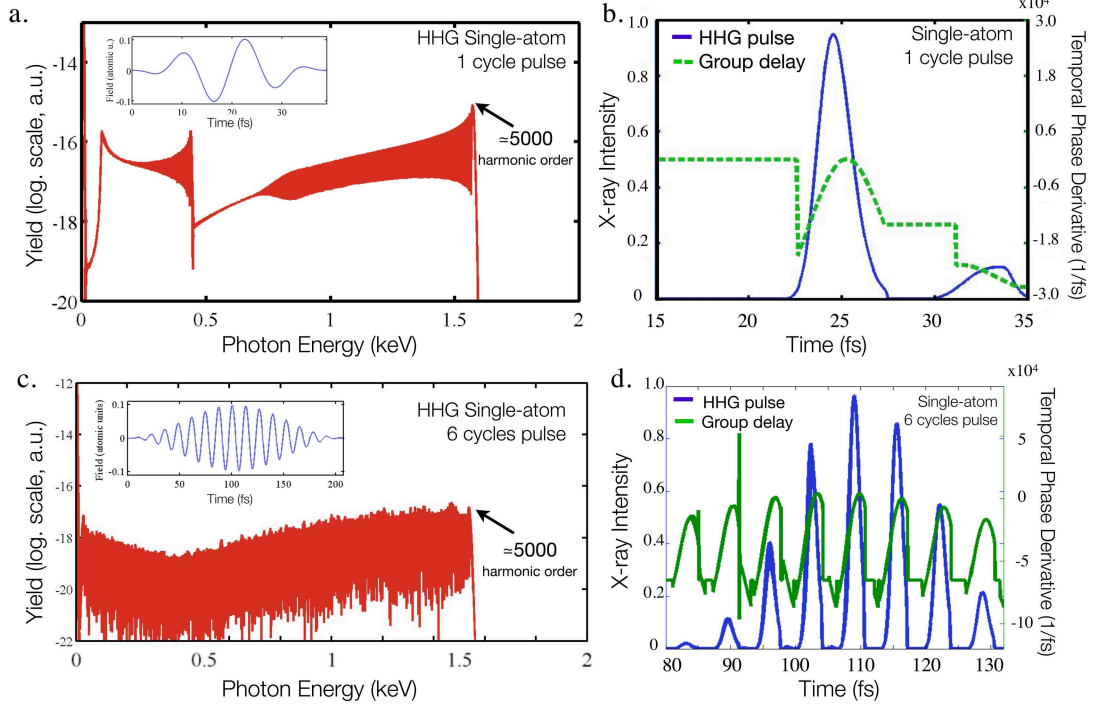 a.
HHG Single-atom
1 cycle pulse
Yield (log. scale, a.u.)
-14
-16
-18
-20
Field (atomic u.)
0.1
0
-0.1
0
10
20
30
Time (fs)
≃5000
harmonic order
0
0.5
1
1.5
2
Photon Energy (keV)
b.
HHG pulse
Group delay
Single-atom
1 cycle pulse
X-ray Intensity
1.0
0.8
0.6
0.4
0.2
0
x10⁴
3.0
1.8
0.6
-0.6
-1.8
-3.0
Temporal Phase Derivative (1/fs)
15
20
25
30
35
Time (fs)
c.
HHG Single-atom
6 cycles pulse
Yield (log. scale, a.u.)
-12
-14
-16
-18
-20
-22
Field (atomic units)
0.1
0
-0.1
0
50
100
150
200
Time (fs)
≃5000
harmonic order
0
0.5
1
1.5
2
Photon Energy (keV)
d.
HHG pulse
Group delay
Single-atom
6 cycles pulse
X-ray Intensity
1.0
0.8
0.6
0.4
0.2
0
x10⁴
5
0
-5
-10
Temporal Phase Derivative (1/fs)
80
90
100
110
120
130
Time (fs)